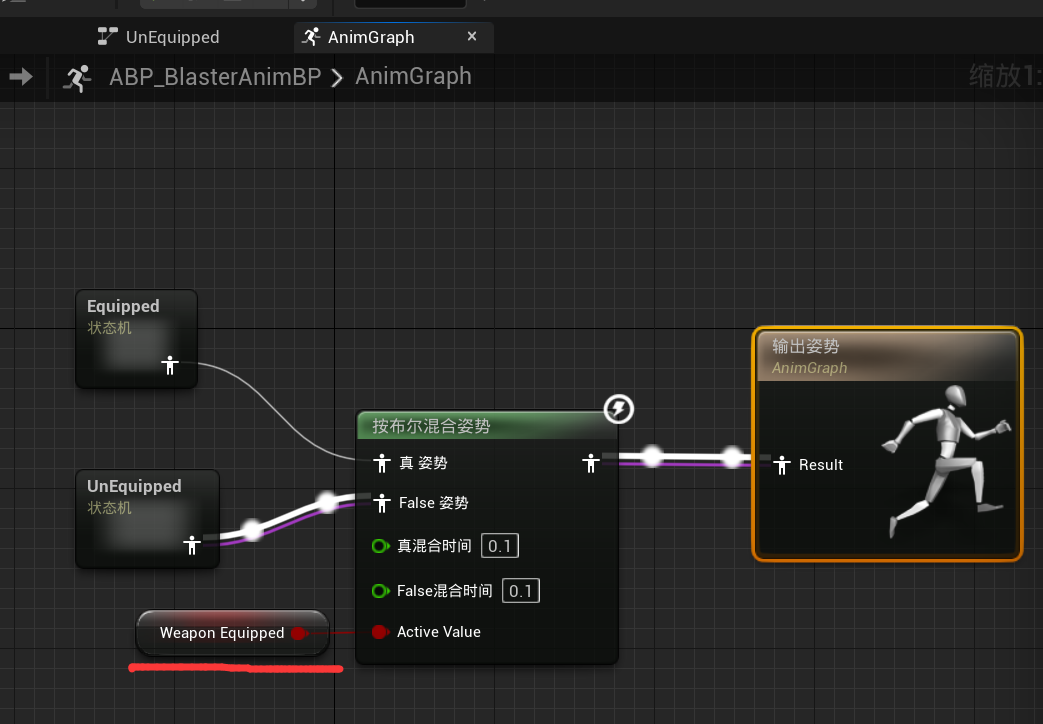 UnEquipped
AnimGraph
ABP_BlasterAnimBP
AnimGraph
缩放1:
Equipped
状态机
UnEquipped
状态机
Weapon Equipped
按布尔混合姿势
真 姿势
False 姿势
真混合时间 0.1
False混合时间 0.1
Active Value
输出姿势
AnimGraph
Result